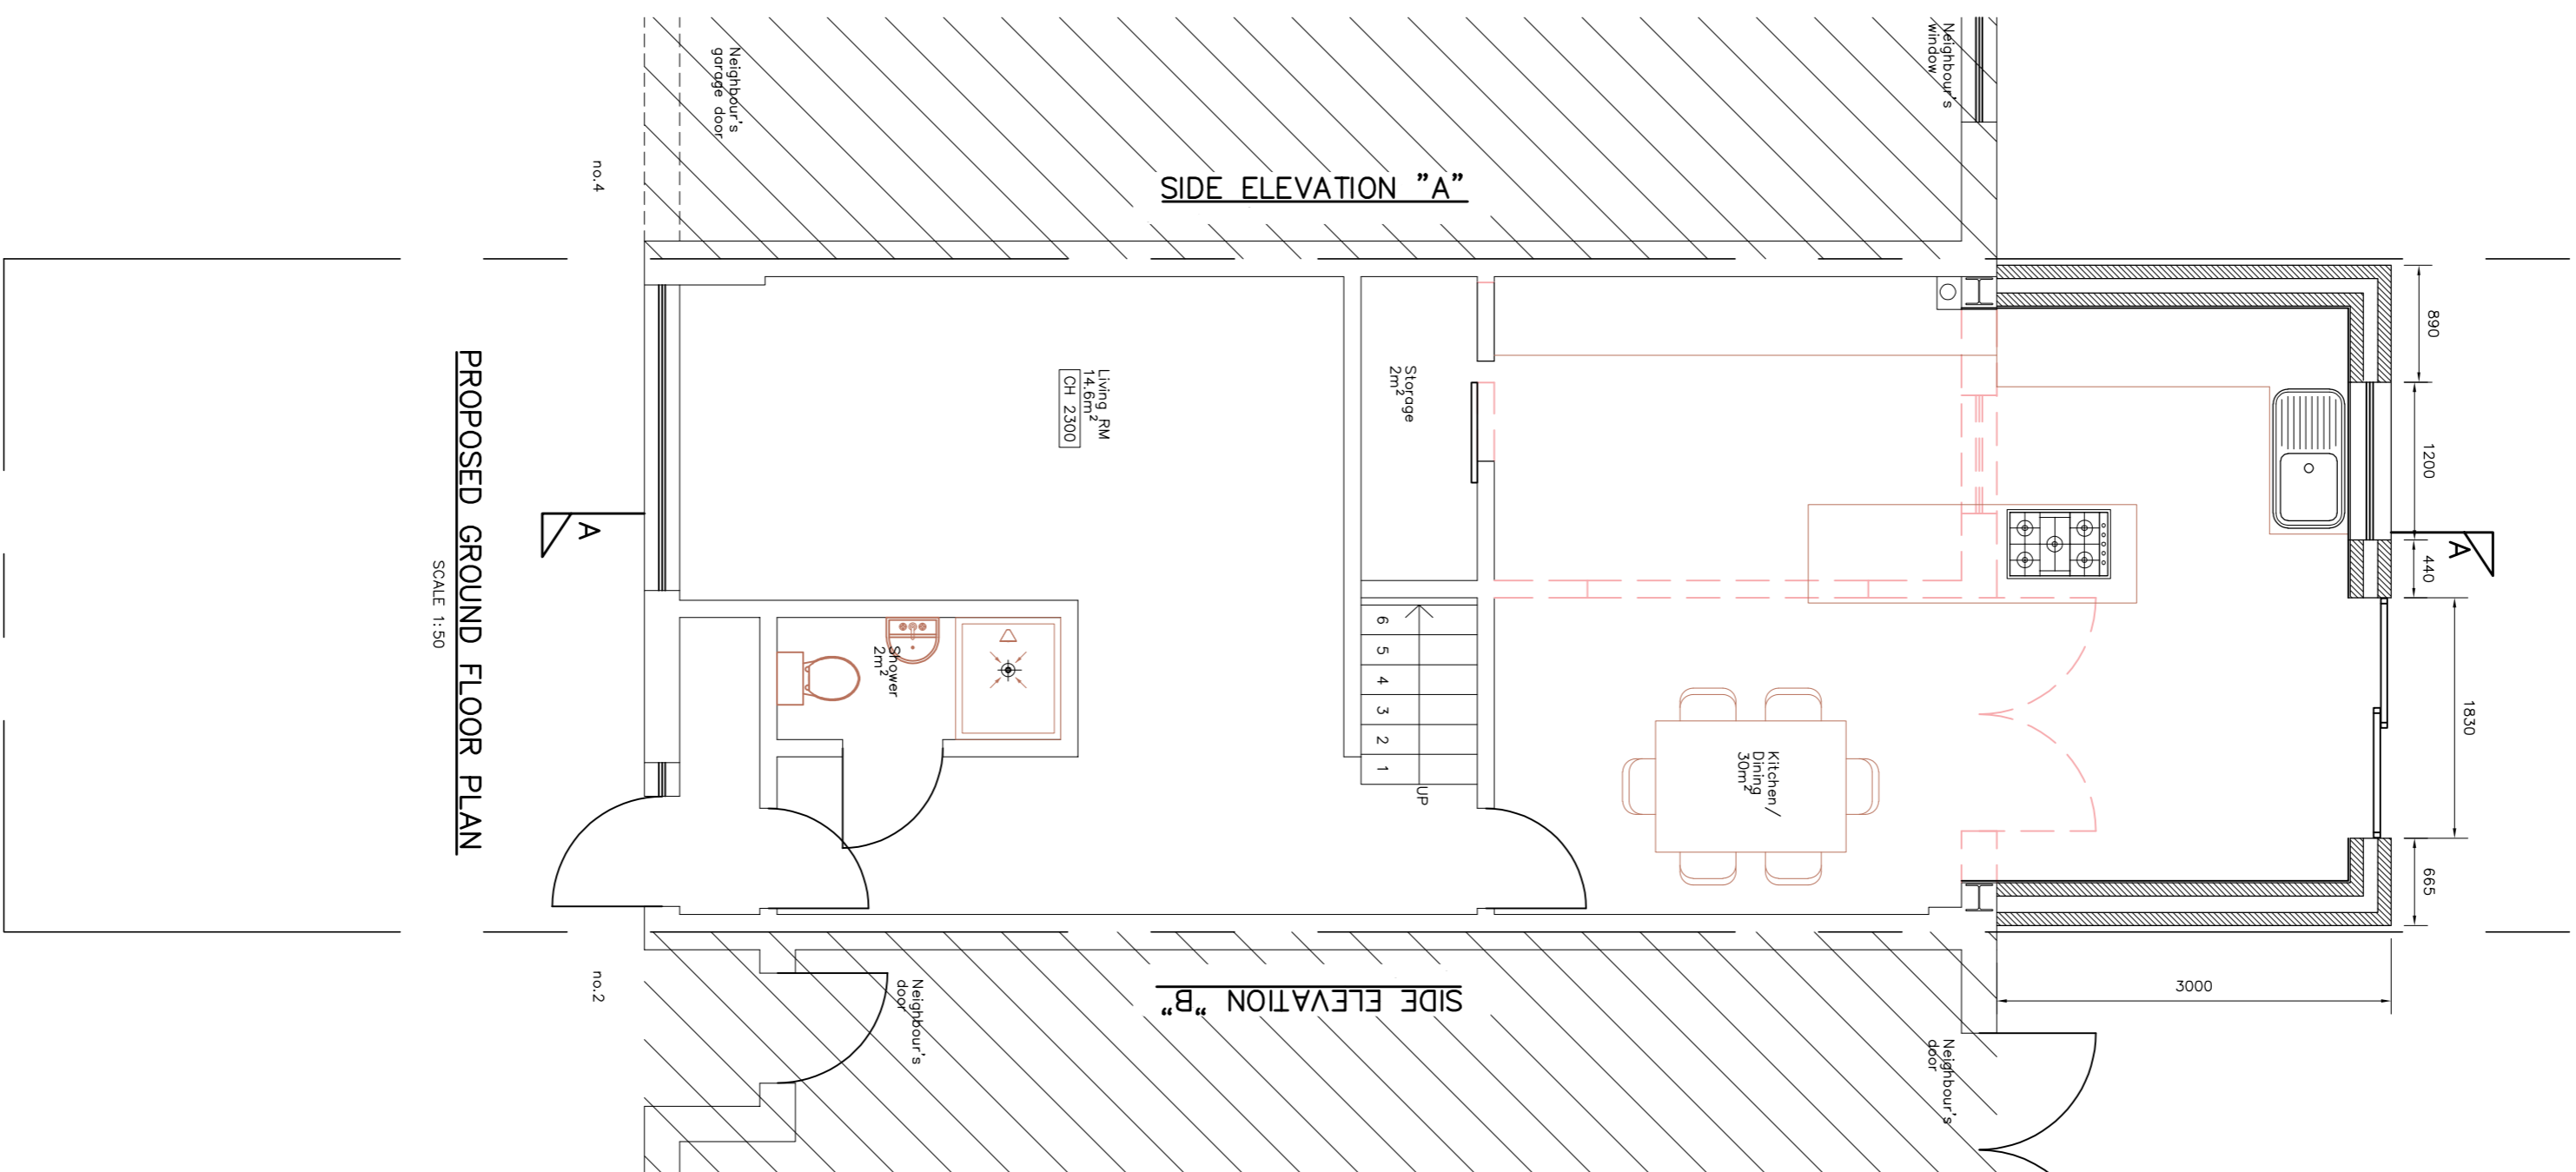 Neighbour's
garage door
no.4
SIDE ELEVATION "A"
Neighbour's
window
890
1200
440
1830
665
3000
A
A
Living RM
14.6m²
CH 2300
Storage
2m²
Shower
2m²
6
5
4
3
2
1
UP
Kitchen/
Dining
30m²
PROPOSED GROUND FLOOR PLAN
SCALE 1:50
no.2
Neighbour's
door
SIDE ELEVATION "B"
Neighbour's
door